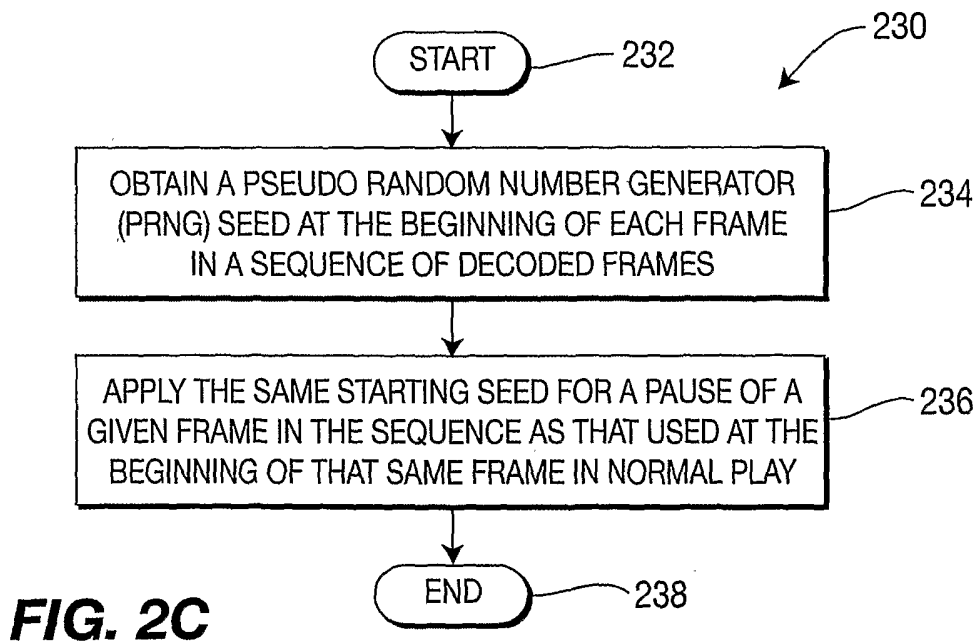 START
232
230
OBTAIN A PSEUDO RANDOM NUMBER GENERATOR
(PRNG) SEED AT THE BEGINNING OF EACH FRAME
IN A SEQUENCE OF DECODED FRAMES
234
APPLY THE SAME STARTING SEED FOR A PAUSE OF A
GIVEN FRAME IN THE SEQUENCE AS THAT USED AT THE
BEGINNING OF THAT SAME FRAME IN NORMAL PLAY
236
END
238
FIG. 2C